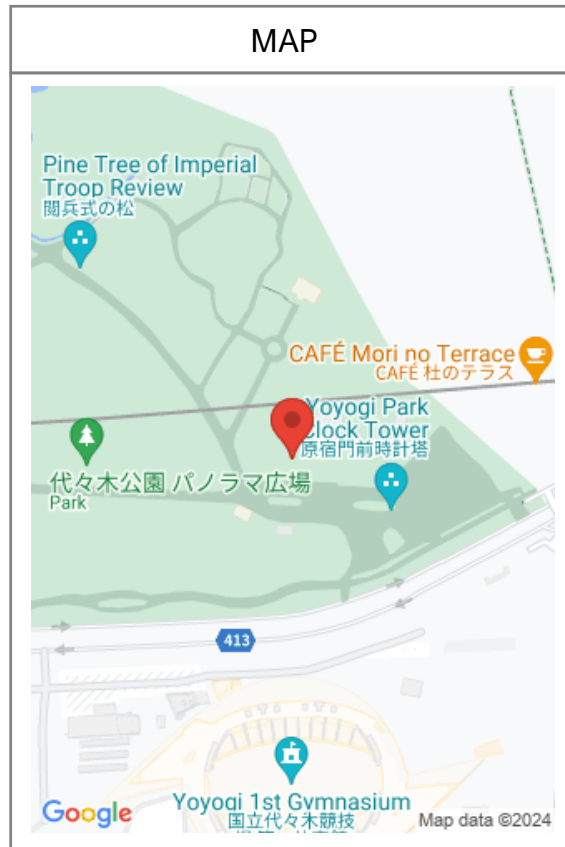 MAP
Pine Tree of Imperial
Troop Review
閲兵式の松
CAFÉ Mori no Terrace
CAFÉ 杜のテラス
Yoyogi Park
Clock Tower
原宿門前時計塔
代々木公園 パノラマ広場
Park
413
Yoyogi 1st Gymnasium
国立代々木競技
Google
Map data ©2024